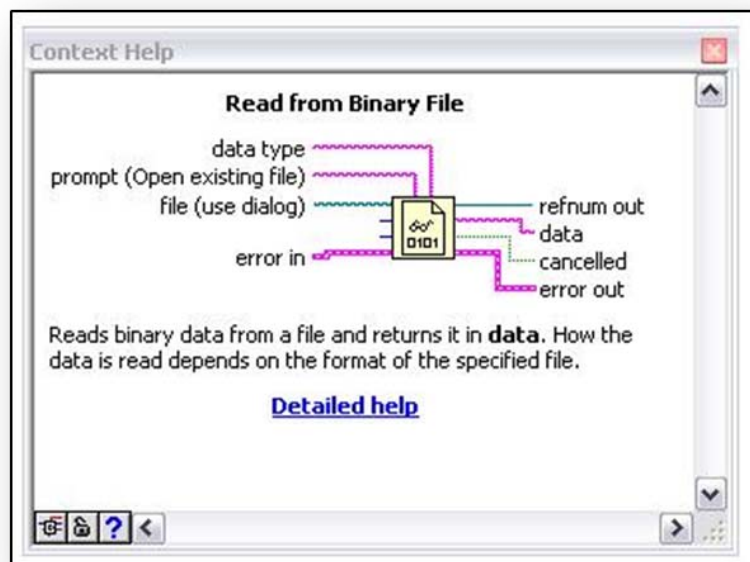 Context Help
Read from Binary File
data type
prompt (Open existing file)
file (use dialog)
error in
0101
refnum out
data
cancelled
error out
Reads binary data from a file and returns it in data. How the
data is read depends on the format of the specified file.
Detailed help
?